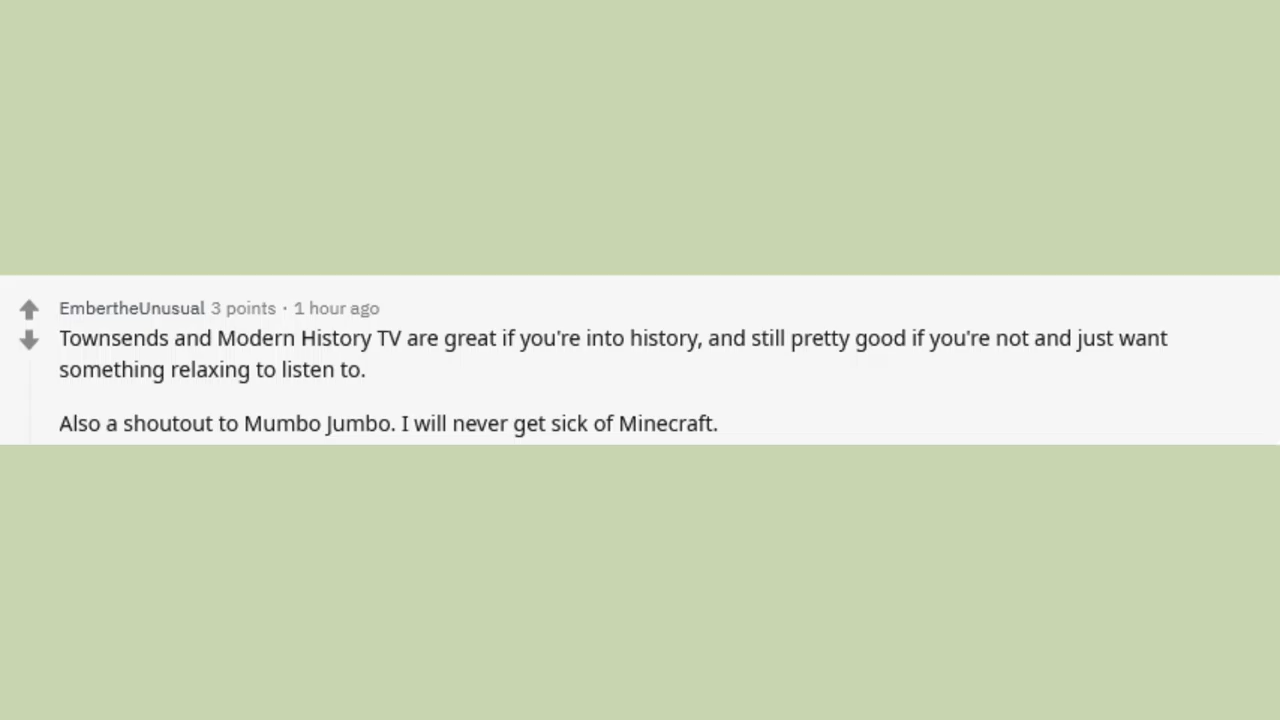 EmbertheUnusual 3 points · 1 hour ago
Townsends and Modern History TV are great if you're into history, and still pretty good if you're not and just want
something relaxing to listen to.
Also a shoutout to Mumbo Jumbo. I will never get sick of Minecraft.